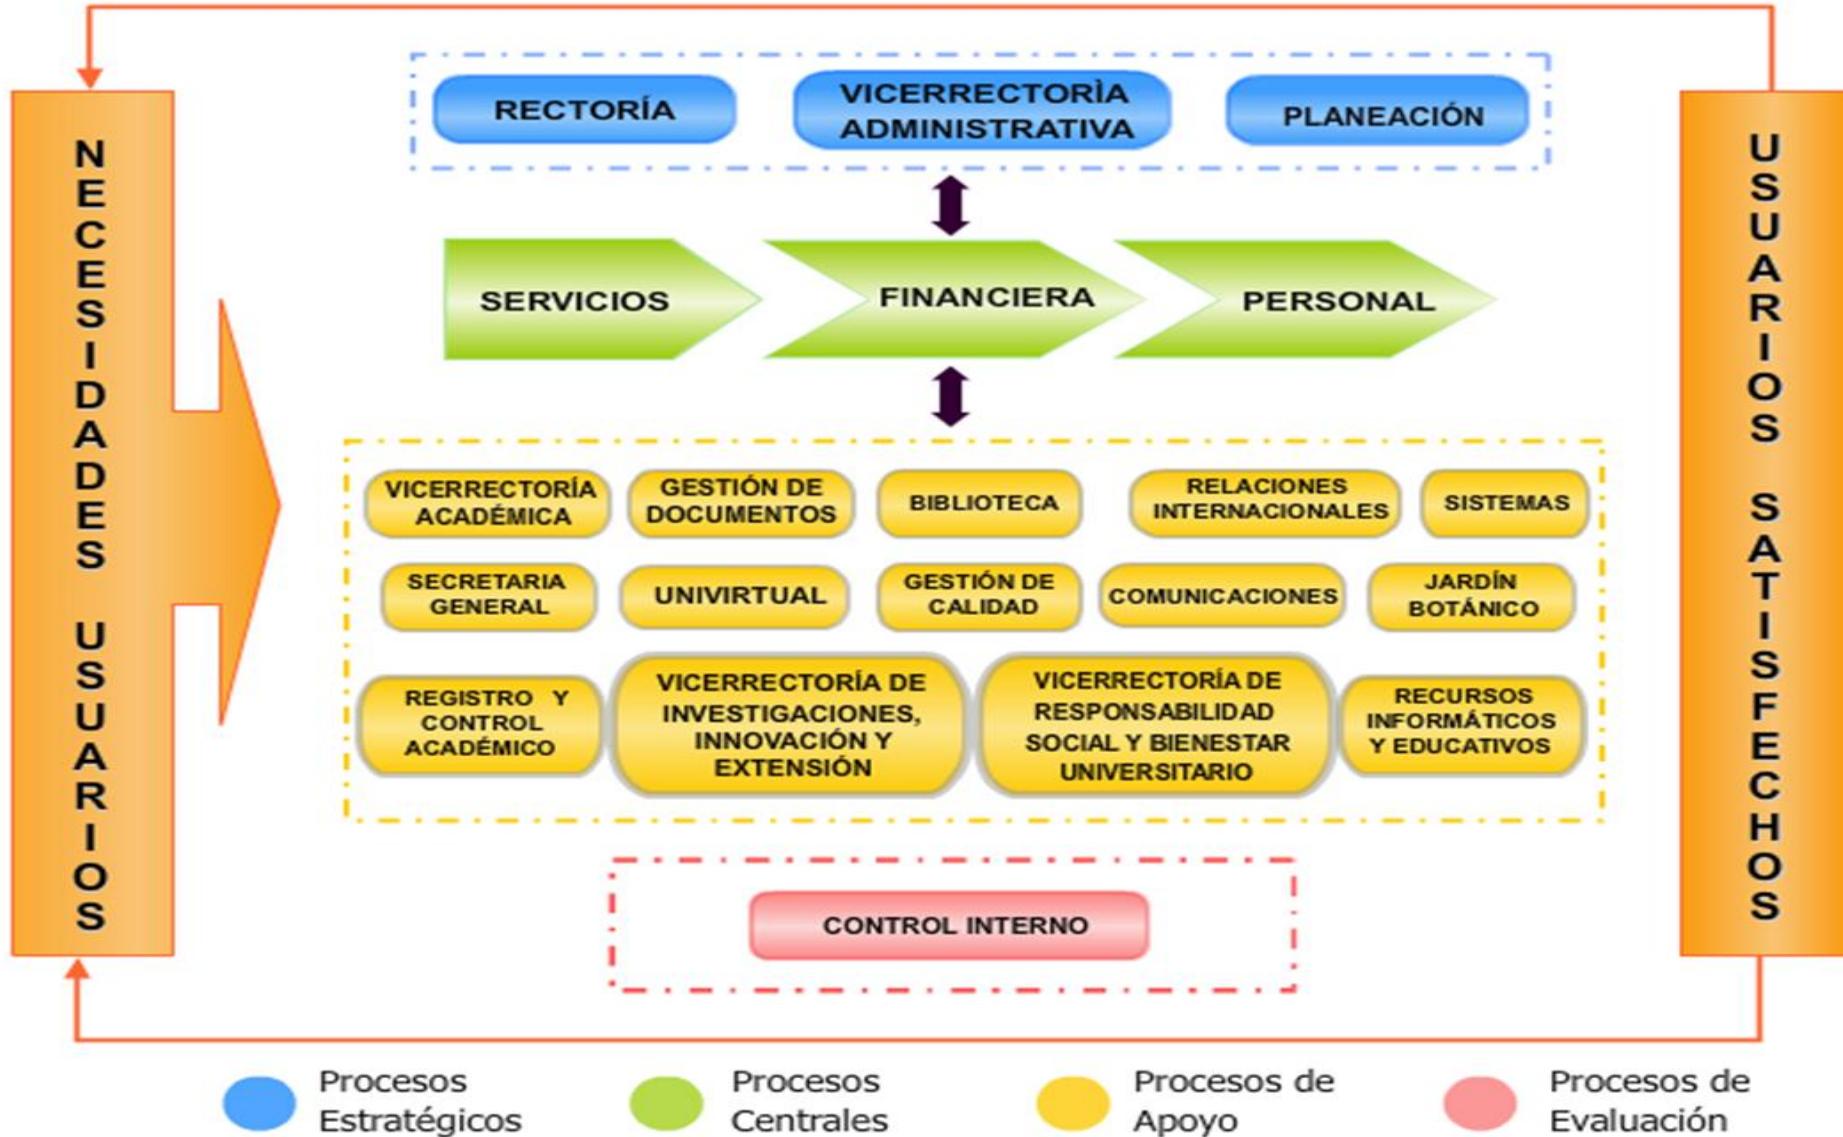 NECESIDADES USUARIOS
RECTORÍA
VICERRECTORÌA
ADMINISTRATIVA
PLANEACIÓN
SERVICIOS
FINANCIERA
PERSONAL
VICERRECTORÍA
ACADÉMICA
GESTIÓN DE
DOCUMENTOS
BIBLIOTECA
RELACIONES
INTERNACIONALES
SISTEMAS
SECRETARIA
GENERAL
UNIVIRTUAL
GESTIÓN DE
CALIDAD
COMUNICACIONES
JARDÍN
BOTÁNICO
REGISTRO Y
CONTROL
ACADÉMICO
VICERRECTORÍA DE
INVESTIGACIONES,
INNOVACIÓN Y
EXTENSIÓN
VICERRECTORÍA DE
RESPONSABILIDAD
SOCIAL Y BIENESTAR
UNIVERSITARIO
RECURSOS
INFORMÁTICOS
Y EDUCATIVOS
CONTROL INTERNO
USUARIOS SATISFECHOS
Procesos
Estratégicos
Procesos
Centrales
Procesos de
Apoyo
Procesos de
Evaluación